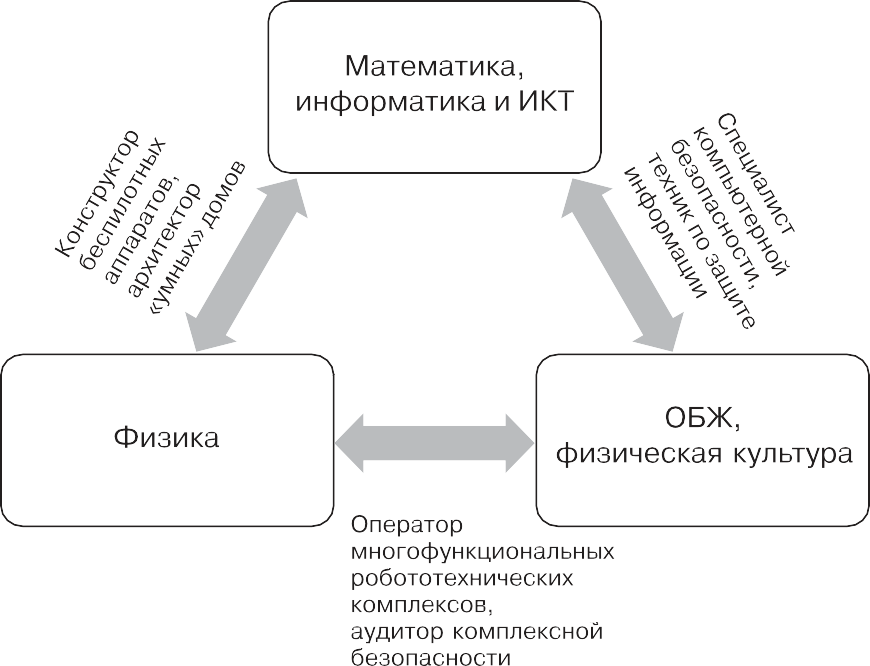 Математика,
информатика и ИКТ
Конструктор
беспилотных
аппаратов,
архитектор
«умных» домов
Специалист
компьютерной
безопасности,
техник по защите
информации
Физика
ОБЖ,
физическая культура
Оператор
многофункциональных
робототехнических
комплексов,
аудитор комплексной
безопасности